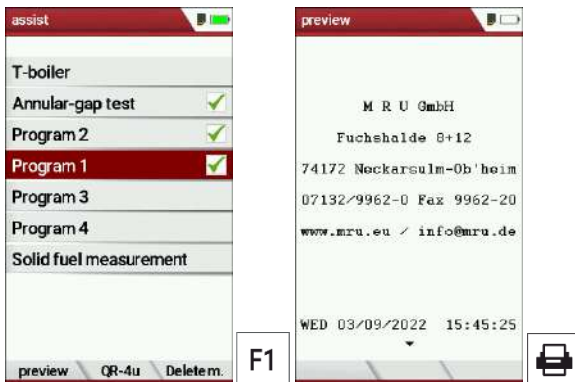 assist
T-boiler
Annular-gap test
Program 2
Program 1
Program 3
Program 4
Solid fuel measurement
preview QR-4u Delete m.
F1
preview
M R U GmbH
Fuchshalde 8+12
74172 Neckarsulm-Ob'heim
07132/9962-0 Fax 9962-20
www.mru.eu / info@mru.de
WED 03/09/2022 15:45:25